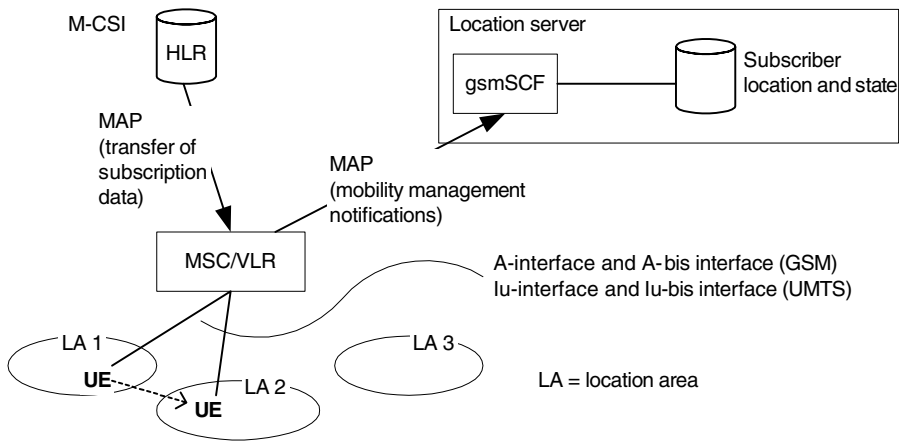 M-CSI
HLR
Location server
gsmSCF
Subscriber
location and state
MAP
(transfer of
subscription
data)
MAP
(mobility management
notifications)
MSC/VLR
A-interface and A-bis interface (GSM)
Iu-interface and Iu-bis interface (UMTS)
LA 1
UE
LA 2
UE
LA 3
LA = location area